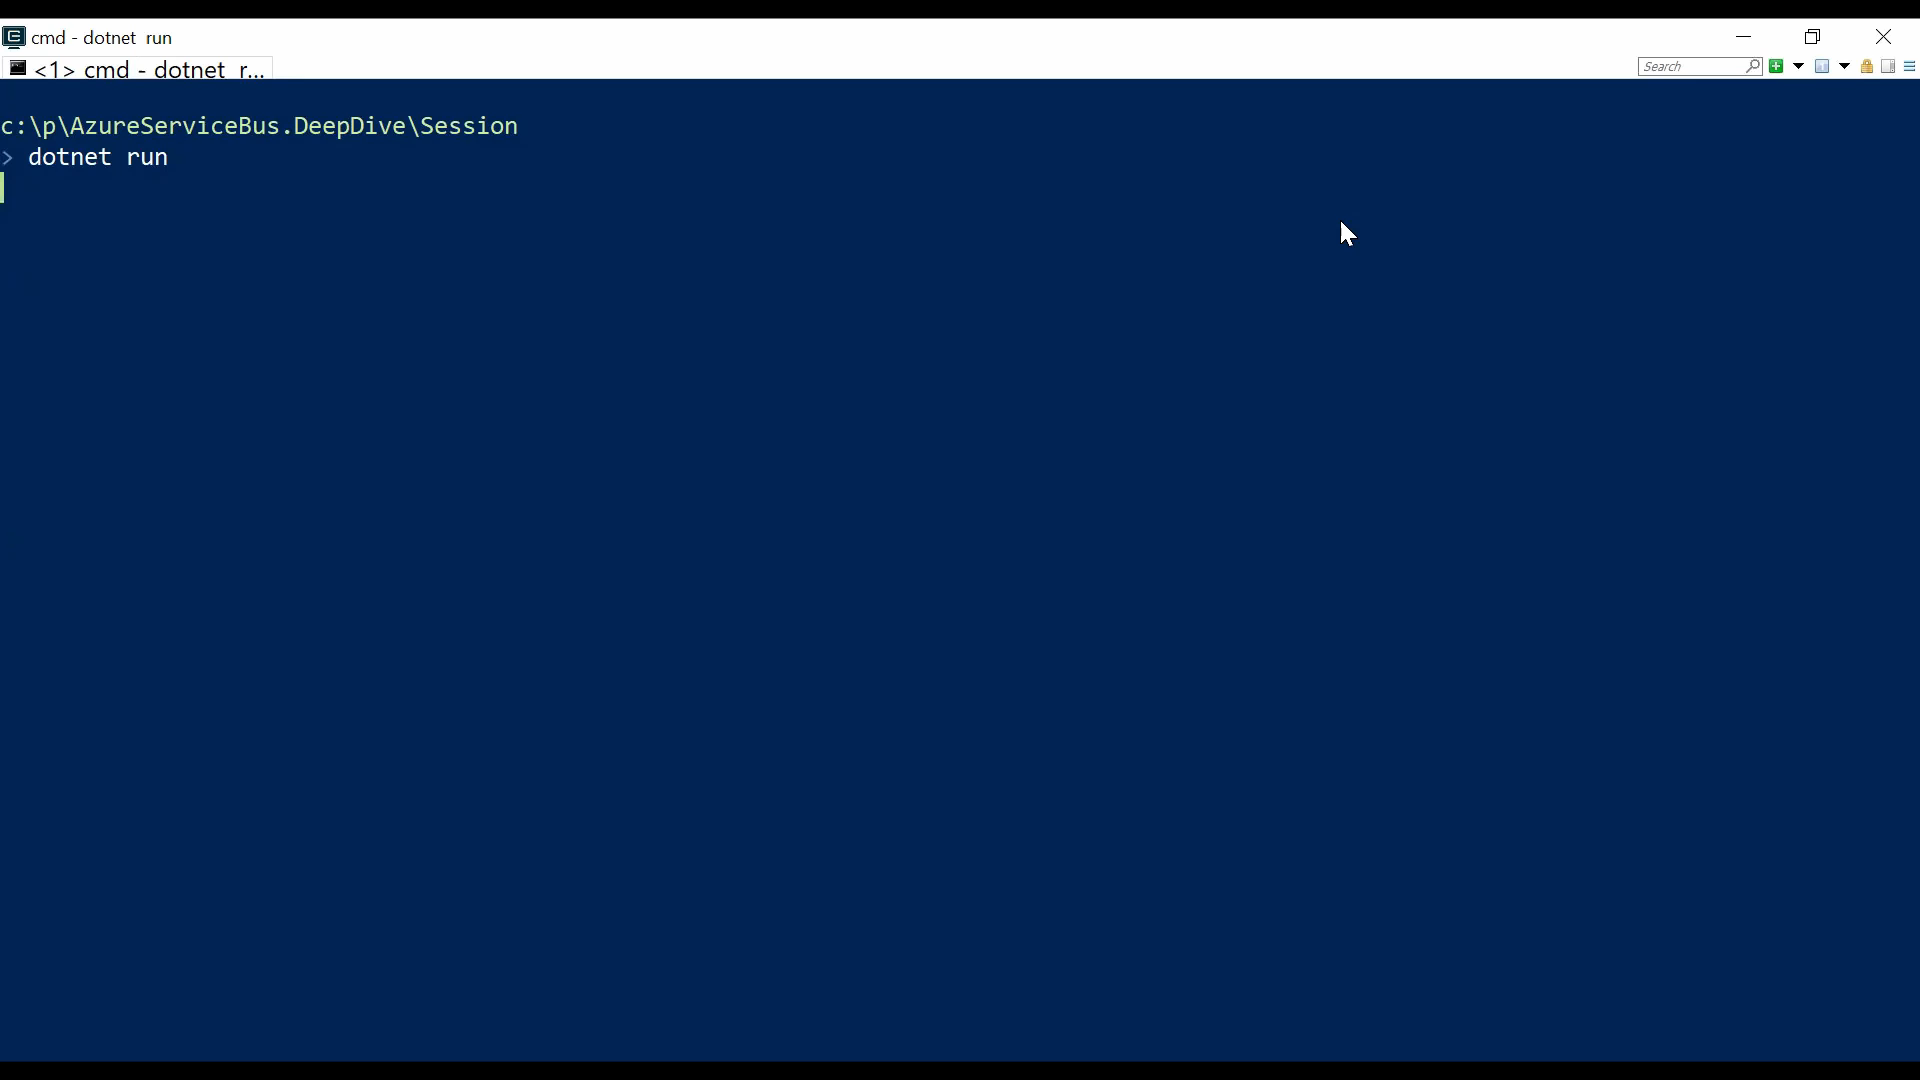 cmd - dotnet  run
<1> cmd - dotnet  r...
Search
c:\p\AzureServiceBus.DeepDive\Session
> dotnet run